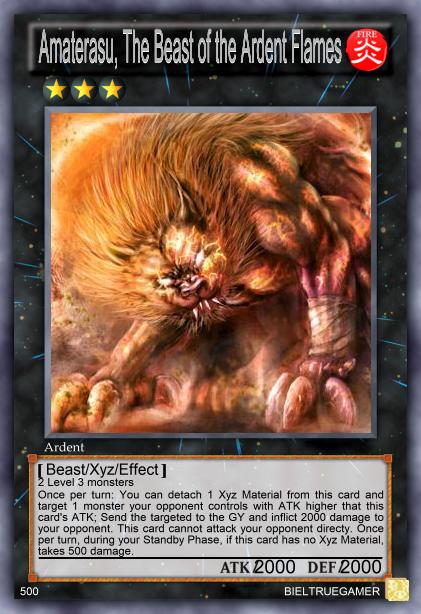 Amaterasu, The Beast of the Ardent Flames
FIRE
炎
Ardent
[ Beast/Xyz/Effect ]
2 Level 3 monsters
Once per turn: You can detach 1 Xyz Material from this card and
target 1 monster your opponent controls with ATK higher that this
card's ATK; Send the targeted to the GY and inflict 2000 damage to
your opponent. This card cannot attack your opponent directy. Once
per turn, during your Standby Phase, if this card has no Xyz Material,
takes 500 damage.
ATK/2000 DEF/2000
500
BIELTRUEGAMER